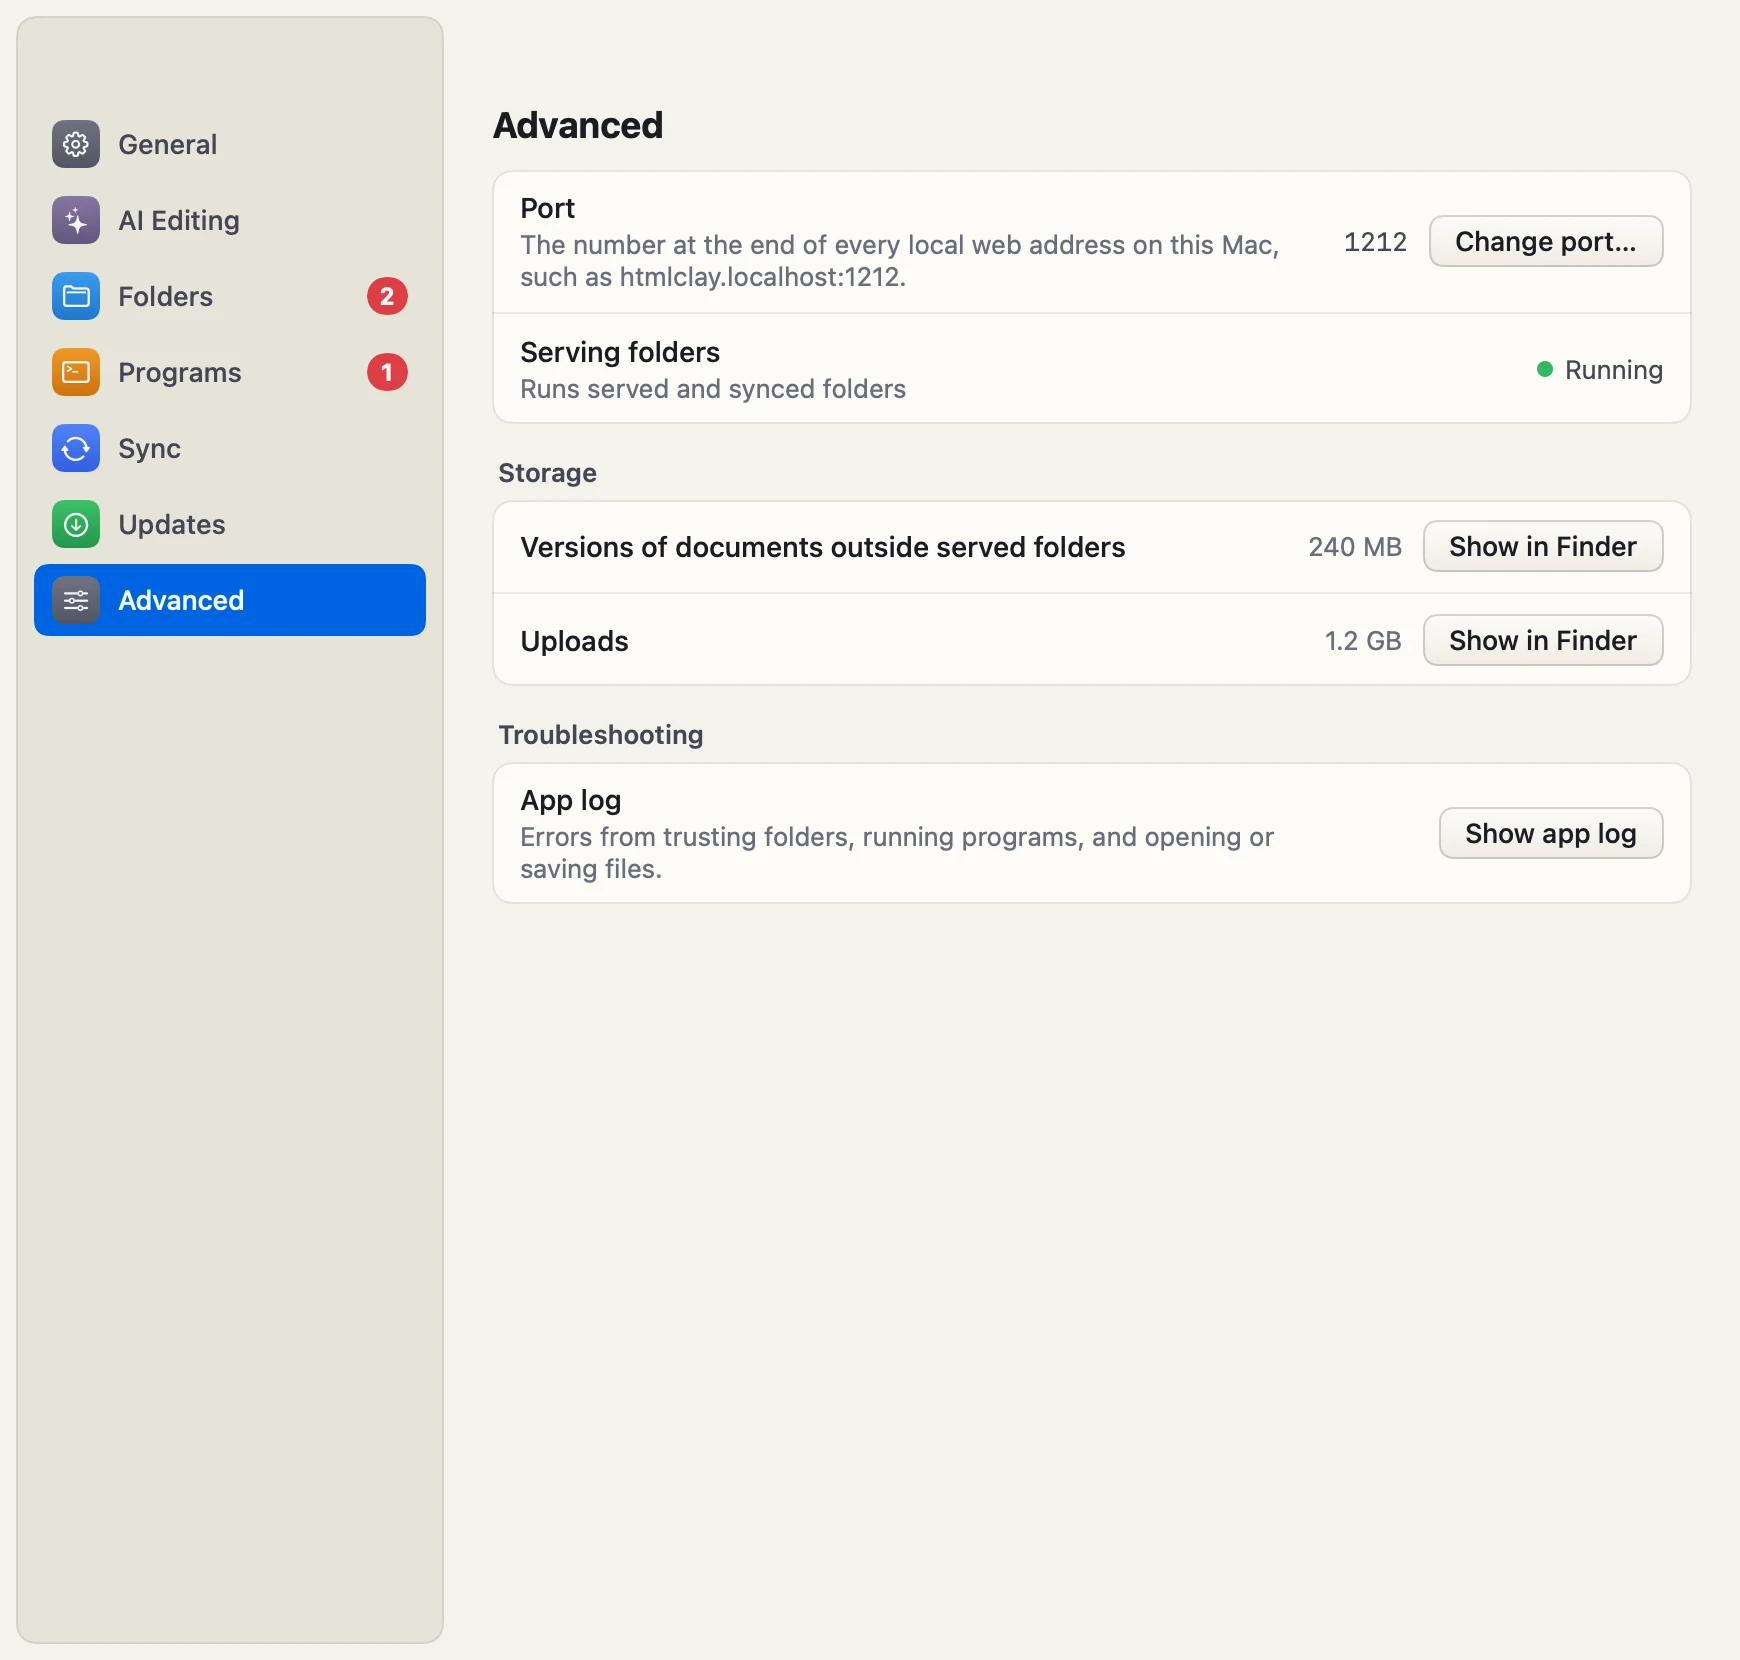 General
AI Editing
Folders
2
Programs
1
Sync
Updates
Advanced
Advanced
Port
The number at the end of every local web address on this Mac,
such as htmlclay.localhost:1212.
1212
Change port...
Serving folders
Runs served and synced folders
Running
Storage
Versions of documents outside served folders
240 MB
Show in Finder
Uploads
1.2 GB
Show in Finder
Troubleshooting
App log
Errors from trusting folders, running programs, and opening or
saving files.
Show app log